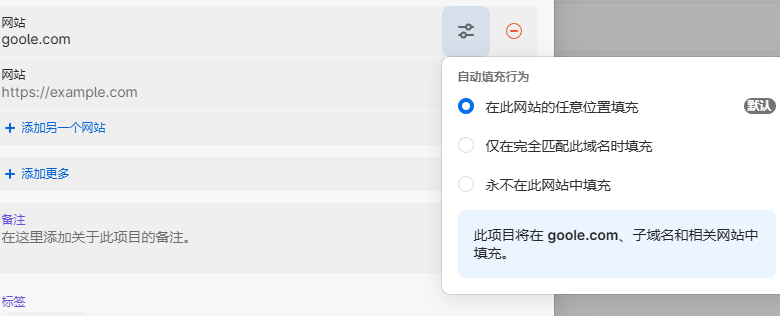 网站
goole.com
网站
https://example.com
+ 添加另一个网站
+ 添加更多
备注
在这里添加关于此项目的备注。
标签
自动填充行为
在此网站的任意位置填充 默认
仅在完全匹配此域名时填充
永不在此网站中填充
此项目将在 goole.com、子域名和相关网站中
填充。